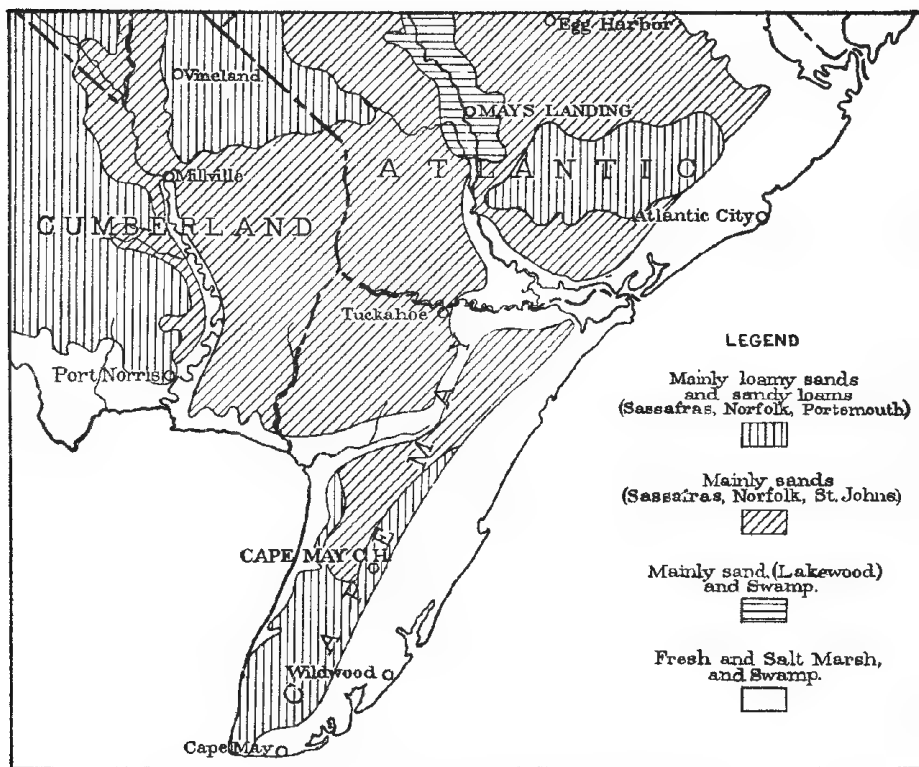 Egg Harbor
Vineland
MAYS LANDING
ATLANTIC
Millville
CUMBERLAND
Atlantic City
Tuckahoe
Port Norris
CAPE MAY
CAPE MAY C.H.
Wildwood
Cape May
LEGEND
Mainly loamy sands
and sandy loams
(Sassafras, Norfolk, Portsmouth)
Mainly sands
(Sassafras, Norfolk, St. Johns)
Mainly sand (Lakewood)
and Swamp.
Fresh and Salt Marsh,
and Swamp.